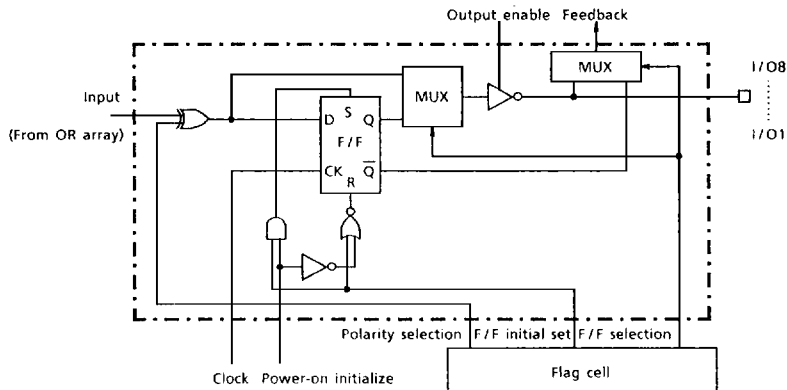 Output enable Feedback
MUX
I/O8
Input
S
MUX
(From OR array)
D
Q
F/F
I/O1
CK
Q̅
R
Polarity selection F/F initial set F/F selection
Clock Power-on initialize
Flag cell